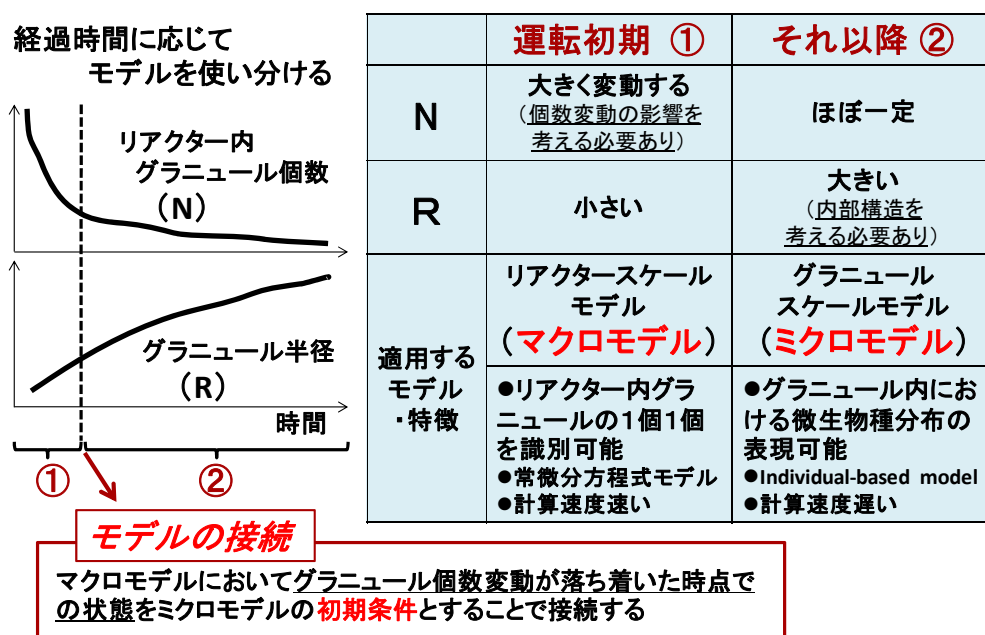 経過時間に応じて
モデルを使い分ける
リアクター内
グラニュール個数
（N）
グラニュール半径
（R）
時間
①
②
運転初期 ①
それ以降 ②
N
大きく変動する
（個数変動の影響を
考える必要あり）
ほぼ一定
R
小さい
大きい
（内部構造を
考える必要あり）
適用する
モデル
・特徴
リアクタースケール
モデル
（マクロモデル）
グラニュール
スケールモデル
（ミクロモデル）
●リアクター内グラ
ニュールの１個１個
を識別可能
●常微分方程式モデル
●計算速度速い
●グラニュール内にお
ける微生物種分布の
表現可能
●Individual-based model
●計算速度遅い
モデルの接続
マクロモデルにおいてグラニュール個数変動が落ち着いた時点で
の状態をミクロモデルの初期条件とすることで接続する